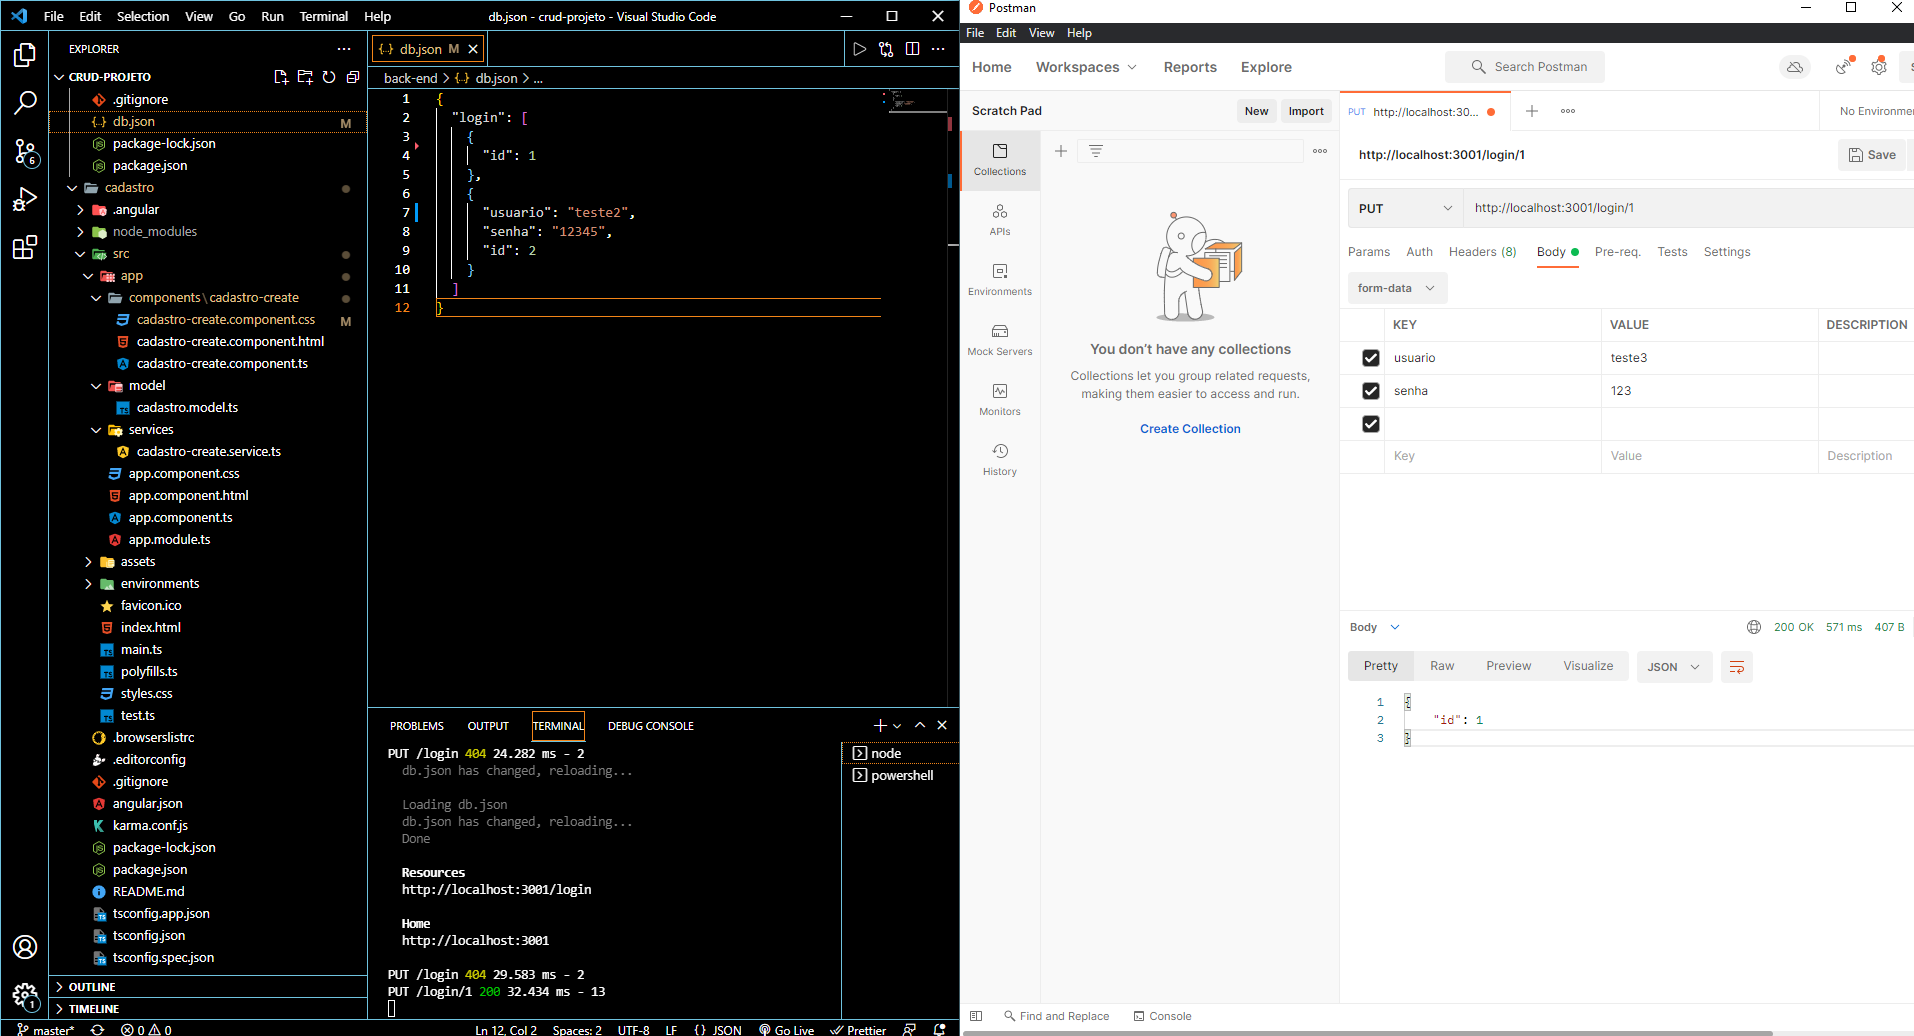 File Edit Selection View Go Run Terminal Help
db.json - crud-projeto - Visual Studio Code
EXPLORER
CRUD-PROJETO
.gitignore
db.json M
package-lock.json
package.json
cadastro
.angular
node_modules
src
app
components\cadastro-create
cadastro-create.component.css M
cadastro-create.component.html
cadastro-create.component.ts
model
cadastro.model.ts
services
cadastro-create.service.ts
app.component.css
app.component.html
app.component.ts
app.module.ts
assets
environments
favicon.ico
index.html
main.ts
polyfills.ts
styles.css
test.ts
.browserslistrc
.editorconfig
.gitignore
angular.json
karma.conf.js
package-lock.json
package.json
README.md
tsconfig.app.json
tsconfig.json
tsconfig.spec.json
OUTLINE
TIMELINE
6
1
db.json M
back-end > db.json > ...
1 {
2 "login": [
3 {
4 "id": 1
5 },
6 {
7 "usuario": "teste2",
8 "senha": "12345",
9 "id": 2
10 }
11 ]
12 }
PROBLEMS OUTPUT TERMINAL DEBUG CONSOLE
PUT /login 404 24.282 ms - 2
db.json has changed, reloading...
Loading db.json
db.json has changed, reloading...
Done
Resources
http://localhost:3001/login
Home
http://localhost:3001
PUT /login 404 29.583 ms - 2
PUT /login/1 200 32.434 ms - 13
node
powershell
master* 0 0 Ln 12, Col 2 Spaces: 2 UTF-8 LF {} JSON Go Live Prettier
Postman
File Edit View Help
Home Workspaces Reports Explore
Search Postman
Scratch Pad New Import
Collections
APIs
Environments
Mock Servers
Monitors
History
You don't have any collections
Collections let you group related requests,
making them easier to access and run.
Create Collection
PUT http://localhost:30...
No Environme
http://localhost:3001/login/1
Save
PUT http://localhost:3001/login/1
Params Auth Headers (8) Body Pre-req. Tests Settings
form-data
KEY VALUE DESCRIPTION
usuario teste3
senha 123
Key Value Description
Body 200 OK 571 ms 407 B
Pretty Raw Preview Visualize JSON
1 {
2 "id": 1
3 }
Find and Replace Console